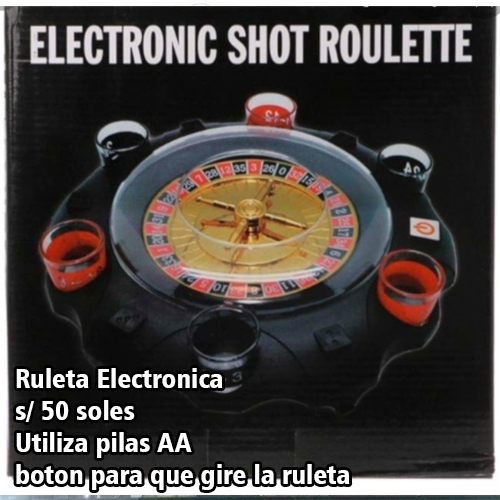 ELECTRONIC SHOT ROULETTE
Ruleta Electronica
s/ 50 soles
Utiliza pilas AA
boton para que gire la ruleta